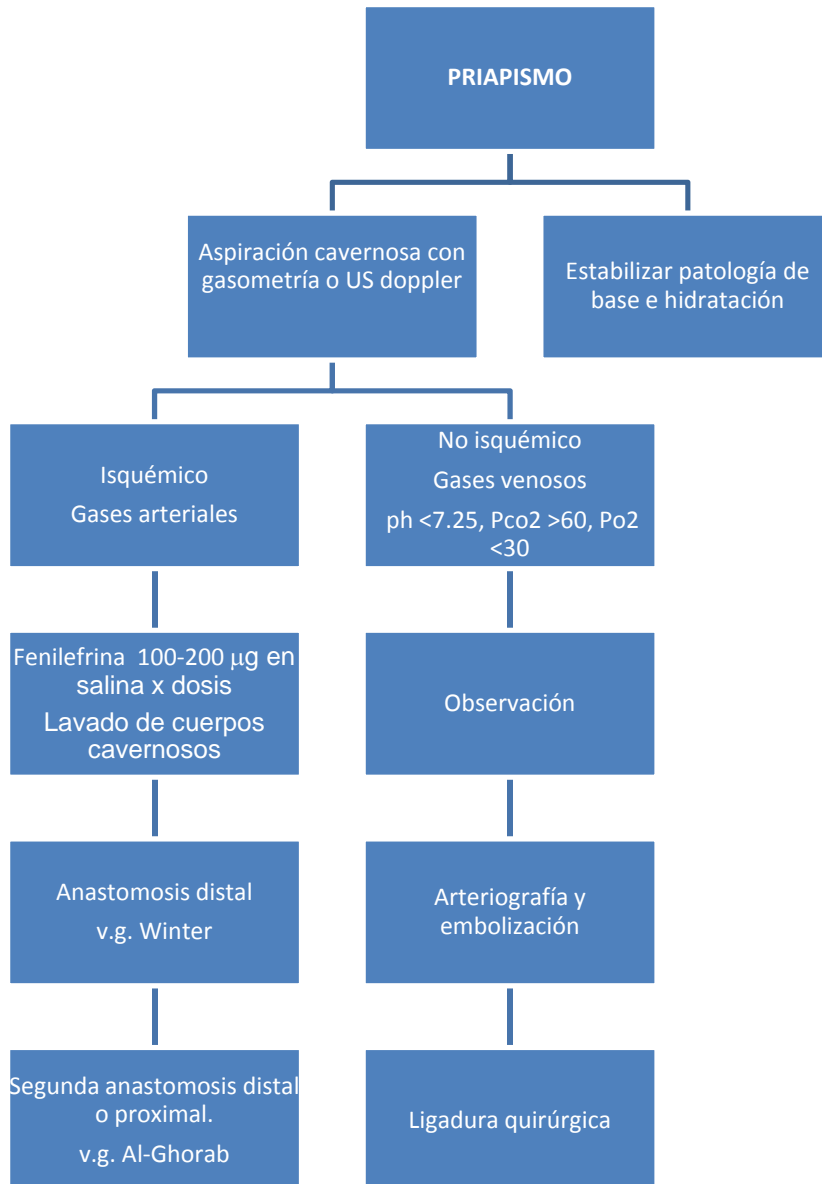 PRIAPISMO
Aspiración cavernosa con
gasometría o US doppler
Estabilizar patología de
base e hidratación
Isquémico
Gases arteriales
No isquémico
Gases venosos
ph <7.25, Pco2 >60, Po2
<30
Fenilefrina 100-200 µg en
salina x dosis
Lavado de cuerpos
cavernosos
Observación
Anastomosis distal
v.g. Winter
Arteriografía y
embolización
Segunda anastomosis distal
o proximal.
v.g. Al-Ghorab
Ligadura quirúrgica